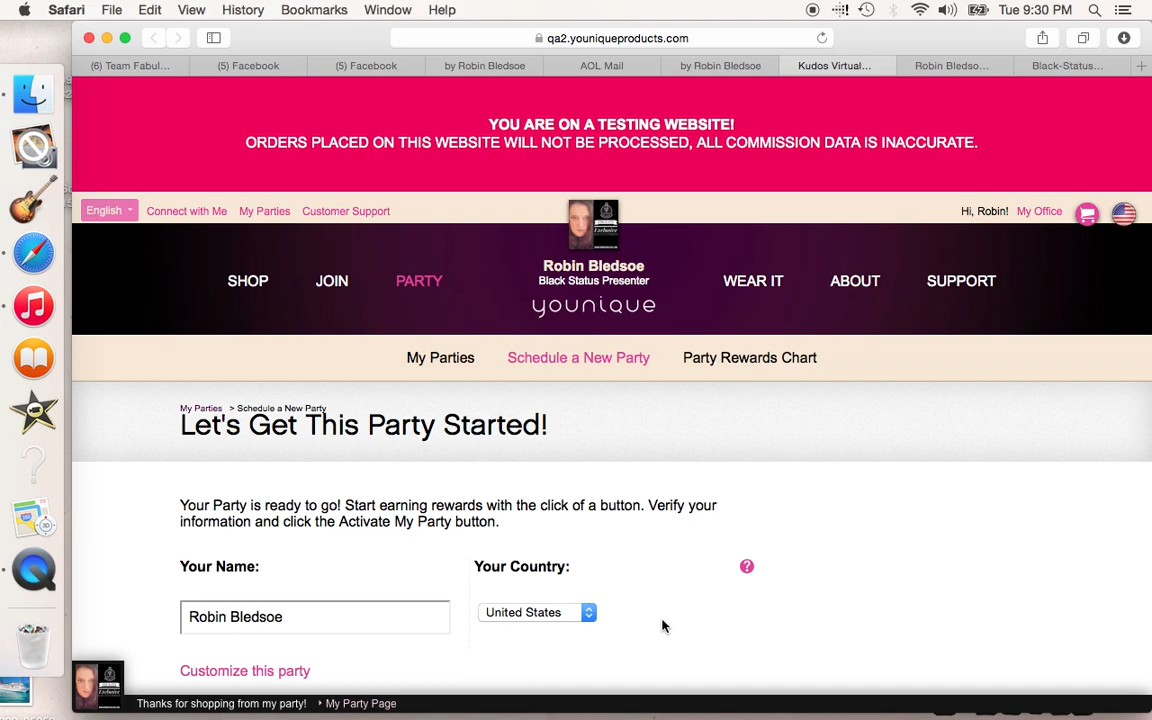 Safari File Edit View History Bookmarks Window Help Tue 9:30 PM
qa2.youniqueproducts.com
(6) Team Fabul... (5) Facebook (5) Facebook by Robin Bledsoe AOL Mail by Robin Bledsoe Kudos Virtual... Robin Bledso... Black-Status...
YOU ARE ON A TESTING WEBSITE!
ORDERS PLACED ON THIS WEBSITE WILL NOT BE PROCESSED, ALL COMMISSION DATA IS INACCURATE.
English Connect with Me My Parties Customer Support Hi, Robin! My Office
Robin Bledsoe
Black Status Presenter
younique
SHOP JOIN PARTY WEAR IT ABOUT SUPPORT
My Parties Schedule a New Party Party Rewards Chart
My Parties > Schedule a New Party
Let's Get This Party Started!
Your Party is ready to go! Start earning rewards with the click of a button. Verify your
information and click the Activate My Party button.
Your Name: Your Country: ?
Robin Bledsoe United States
Customize this party
Thanks for shopping from my party! My Party Page